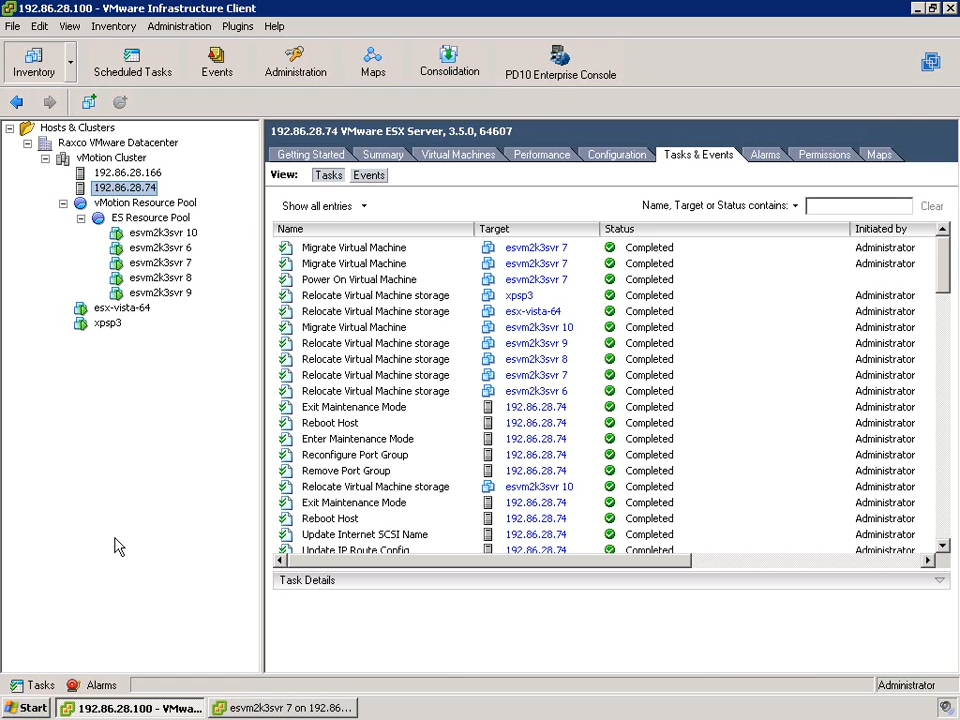 192.86.28.100 - VMware Infrastructure Client
File Edit View Inventory Administration Plugins Help
Inventory Scheduled Tasks Events Administration Maps Consolidation PD10 Enterprise Console
Hosts & Clusters
Raxco VMware Datacenter
vMotion Cluster
192.86.28.166
192.86.28.74
vMotion Resource Pool
ES Resource Pool
esvm2k3svr 10
esvm2k3svr 6
esvm2k3svr 7
esvm2k3svr 8
esvm2k3svr 9
esx-vista-64
xpsp3
192.86.28.74 VMware ESX Server, 3.5.0, 64607
Getting Started Summary Virtual Machines Performance Configuration Tasks & Events Alarms Permissions Maps
View: Tasks Events
Show all entries Name, Target or Status contains: Clear
Name Target Status Initiated by
Migrate Virtual Machine esvm2k3svr 7 Completed Administrator
Migrate Virtual Machine esvm2k3svr 7 Completed Administrator
Power On Virtual Machine esvm2k3svr 7 Completed
Relocate Virtual Machine storage xpsp3 Completed Administrator
Relocate Virtual Machine storage esx-vista-64 Completed Administrator
Migrate Virtual Machine esvm2k3svr 10 Completed Administrator
Relocate Virtual Machine storage esvm2k3svr 9 Completed Administrator
Relocate Virtual Machine storage esvm2k3svr 8 Completed Administrator
Relocate Virtual Machine storage esvm2k3svr 7 Completed Administrator
Relocate Virtual Machine storage esvm2k3svr 6 Completed Administrator
Exit Maintenance Mode 192.86.28.74 Completed Administrator
Reboot Host 192.86.28.74 Completed Administrator
Enter Maintenance Mode 192.86.28.74 Completed Administrator
Reconfigure Port Group 192.86.28.74 Completed Administrator
Remove Port Group 192.86.28.74 Completed Administrator
Relocate Virtual Machine storage esvm2k3svr 10 Completed Administrator
Exit Maintenance Mode 192.86.28.74 Completed Administrator
Reboot Host 192.86.28.74 Completed Administrator
Update Internet SCSI Name 192.86.28.74 Completed Administrator
Update IP Route Config 192.86.28.74 Completed Administrator
Task Details
Tasks Alarms Administrator
Start 192.86.28.100 - VMwa... esvm2k3svr 7 on 192.86...